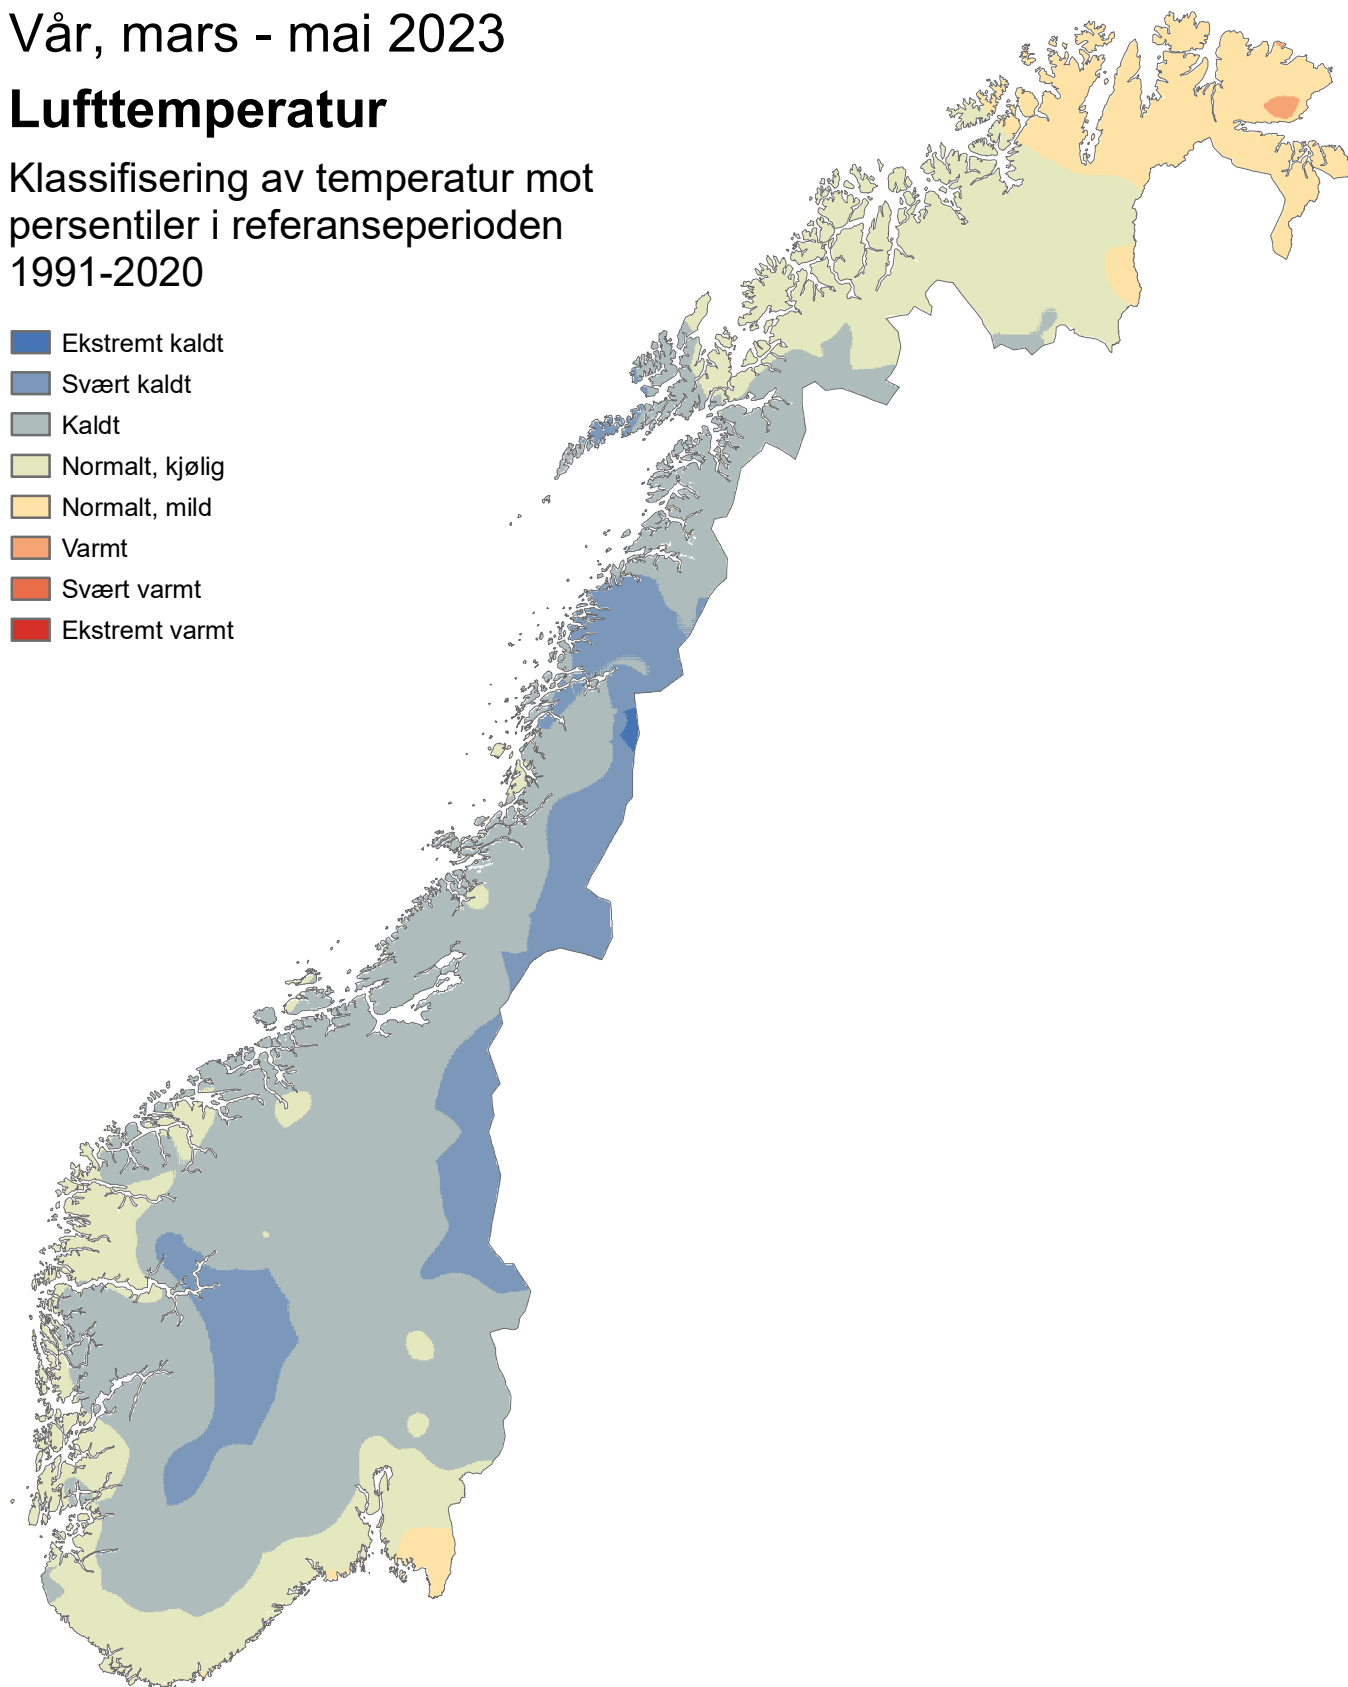 Vår, mars - mai 2023
Lufttemperatur
Klassifisering av temperatur mot
persentiler i referanseperioden
1991-2020
Ekstremt kaldt
Svært kaldt
Kaldt
Normalt, kjølig
Normalt, mild
Varmt
Svært varmt
Ekstremt varmt